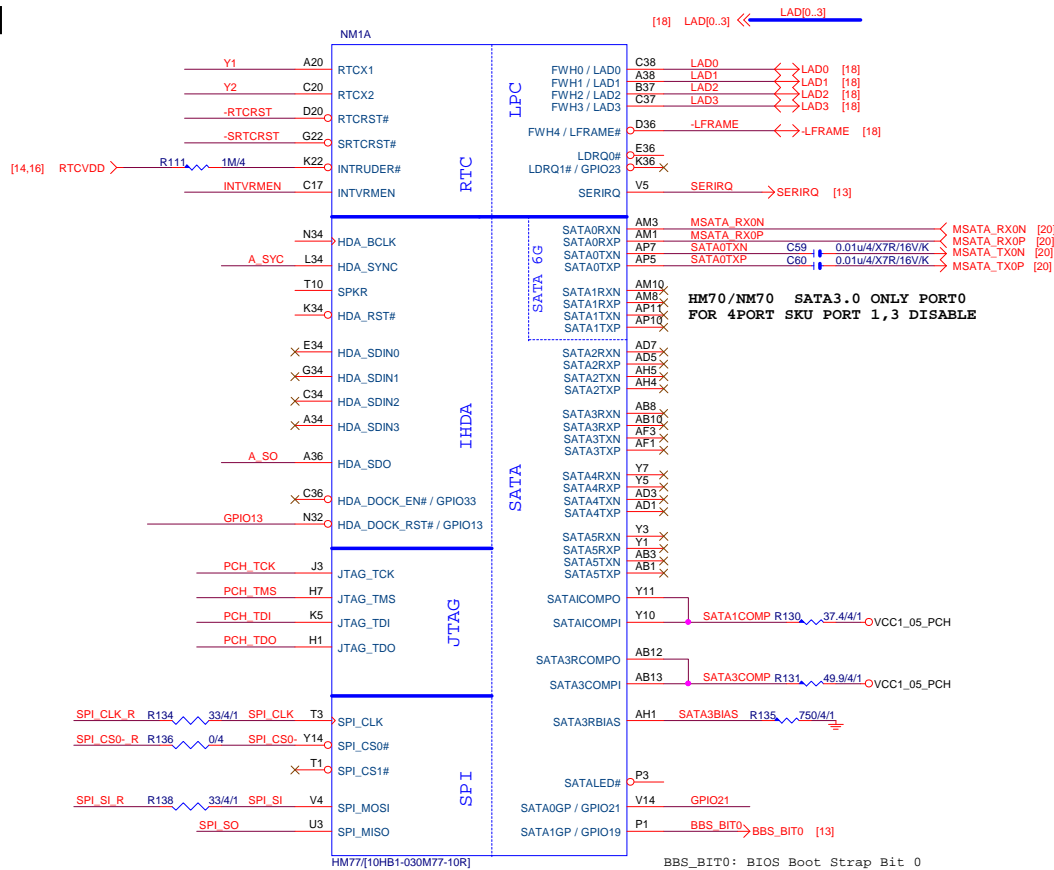 [18] LAD[0..3] LAD[0..3]
NM1A
Y1 A20 RTCX1 FWH0 / LAD0 C38 LAD0 LAD0 [18]
FWH1 / LAD1 A38 LAD1 LAD1 [18]
Y2 C20 RTCX2 FWH2 / LAD2 B37 LAD2 LAD2 [18]
FWH3 / LAD3 C37 LAD3 LAD3 [18]
LPC
-RTCRST D20 RTCRST#
FWH4 / LFRAME# D36 -LFRAME -LFRAME [18]
-SRTCRST G22 SRTCRST#
LDRQ0# E36
[14,16] RTCVDD R111 1M/4 K22 INTRUDER# LDRQ1# / GPIO23 K36
RTC
INTVRMEN C17 INTVRMEN SERIRQ V5 SERIRQ SERIRQ [13]
SATA0RXN AM3 MSATA_RX0N MSATA_RX0N [20]
N34 HDA_BCLK SATA0RXP AM1 MSATA_RX0P MSATA_RX0P [20]
SATA0TXN AP7 SATA0TXN C59 0.01u/4/X7R/16V/K MSATA_TX0N [20]
A_SYC L34 HDA_SYNC SATA0TXP AP5 SATA0TXP C60 0.01u/4/X7R/16V/K MSATA_TX0P [20]
SATA 6G
T10 SPKR SATA1RXN AM10
SATA1RXP AM8 HM70/NM70 SATA3.0 ONLY PORT0
K34 HDA_RST# SATA1TXN AP11 FOR 4PORT SKU PORT 1,3 DISABLE
SATA1TXP AP10
E34 HDA_SDIN0 SATA2RXN AD7
SATA2RXP AD5
G34 HDA_SDIN1 SATA2TXN AH5
SATA2TXP AH4
C34 HDA_SDIN2
SATA3RXN AB8
A34 HDA_SDIN3 SATA3RXP AB10
SATA3TXN AF3
SATA3TXP AF1
IHDA
A_SO A36 HDA_SDO
SATA
SATA4RXN Y7
SATA4RXP Y5
C36 HDA_DOCK_EN# / GPIO33 SATA4TXN AD3
SATA4TXP AD1
GPIO13 N32 HDA_DOCK_RST# / GPIO13
SATA5RXN Y3
SATA5RXP Y1
SATA5TXN AB3
PCH_TCK J3 JTAG_TCK SATA5TXP AB1
PCH_TMS H7 JTAG_TMS SATAICOMPO Y11
PCH_TDI K5 JTAG_TDI SATAICOMPI Y10 SATA1COMP R130 37.4/4/1 VCC1_05_PCH
JTAG
PCH_TDO H1 JTAG_TDO
SATA3RCOMPO AB12
SATA3COMPI AB13 SATA3COMP R131 49.9/4/1 VCC1_05_PCH
SPI_CLK_R R134 33/4/1 SPI_CLK T3 SPI_CLK SATA3RBIAS AH1 SATA3BIAS R135 750/4/1
SPI_CS0-_R R136 0/4 SPI_CS0- Y14 SPI_CS0#
T1 SPI_CS1#
SATALED# P3
SPI
SPI_SI_R R138 33/4/1 SPI_SI V4 SPI_MOSI SATA0GP / GPIO21 V14 GPIO21
SPI_SO U3 SPI_MISO SATA1GP / GPIO19 P1 BBS_BIT0 BBS_BIT0 [13]
HM77/[10HB1-030M77-10R] BBS_BIT0: BIOS Boot Strap Bit 0